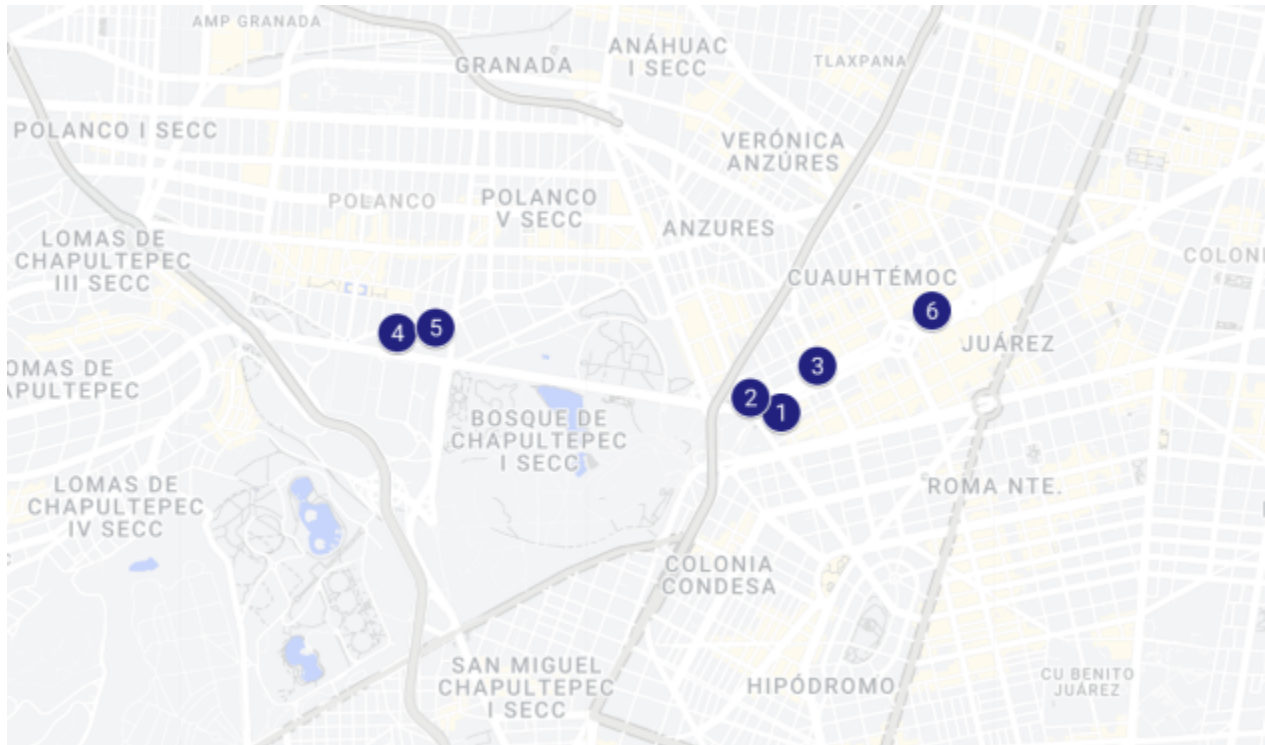 AMP GRANADA
GRANADA
ANÁHUAC
I SECC
TLAXPANA
POLANCO I SECC
VERÓNICA
ANZÚRES
POLANCO
POLANCO
V SECC
ANZURES
LOMAS DE
CHAPULTEPEC
III SECC
CUAUHTÉMOC
COLONI
6
4
5
JUÁREZ
3
OMAS DE
APULTEPEC
2
1
BOSQUE DE
CHAPULTEPEC
I SECC
LOMAS DE
CHAPULTEPEC
IV SECC
ROMA NTE.
COLONIA
CONDESA
SAN MIGUEL
CHAPULTEPEC
I SECC
HIPÓDROMO
CU BENITO
JUÁREZ